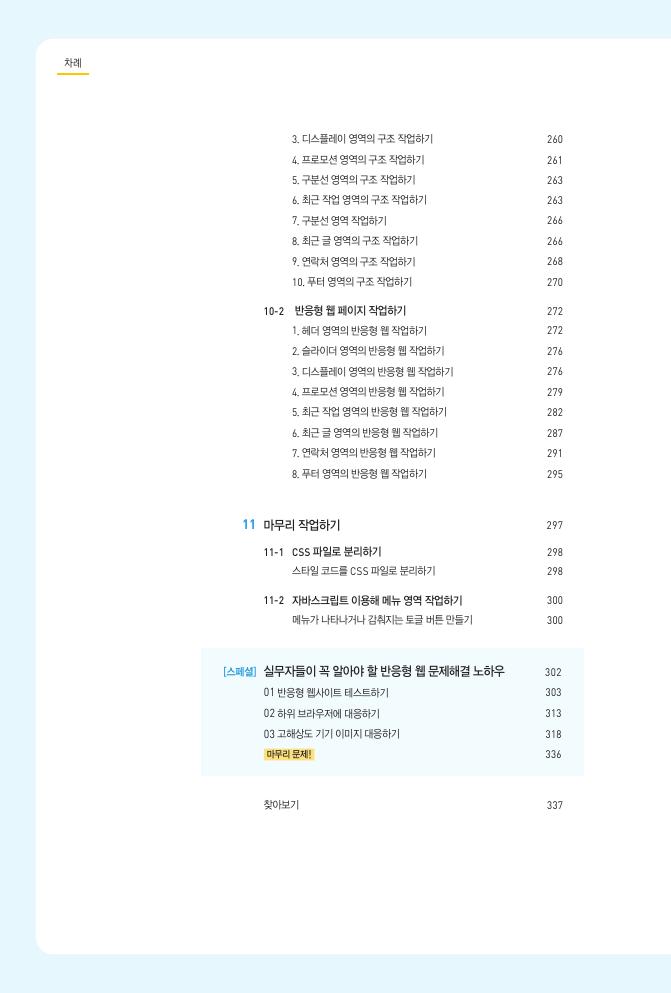 차례
3. 디스플레이 영역의 구조 작업하기 260
4. 프로모션 영역의 구조 작업하기 261
5. 구분선 영역의 구조 작업하기 263
6. 최근 작업 영역의 구조 작업하기 263
7. 구분선 영역 작업하기 266
8. 최근 글 영역의 구조 작업하기 266
9. 연락처 영역의 구조 작업하기 268
10. 푸터 영역의 구조 작업하기 270
10-2 반응형 웹 페이지 작업하기 272
1. 헤더 영역의 반응형 웹 작업하기 272
2. 슬라이더 영역의 반응형 웹 작업하기 276
3. 디스플레이 영역의 반응형 웹 작업하기 276
4. 프로모션 영역의 반응형 웹 작업하기 279
5. 최근 작업 영역의 반응형 웹 작업하기 282
6. 최근 글 영역의 반응형 웹 작업하기 287
7. 연락처 영역의 반응형 웹 작업하기 291
8. 푸터 영역의 반응형 웹 작업하기 295
11 마무리 작업하기 297
11-1 CSS 파일로 분리하기 298
스타일 코드를 CSS 파일로 분리하기 298
11-2 자바스크립트 이용해 메뉴 영역 작업하기 300
메뉴가 나타나거나 감춰지는 토글 버튼 만들기 300
[스페셜] 실무자들이 꼭 알아야 할 반응형 웹 문제해결 노하우 302
01 반응형 웹사이트 테스트하기 303
02 하위 브라우저에 대응하기 313
03 고해상도 기기 이미지 대응하기 318
마무리 문제! 336
찾아보기 337